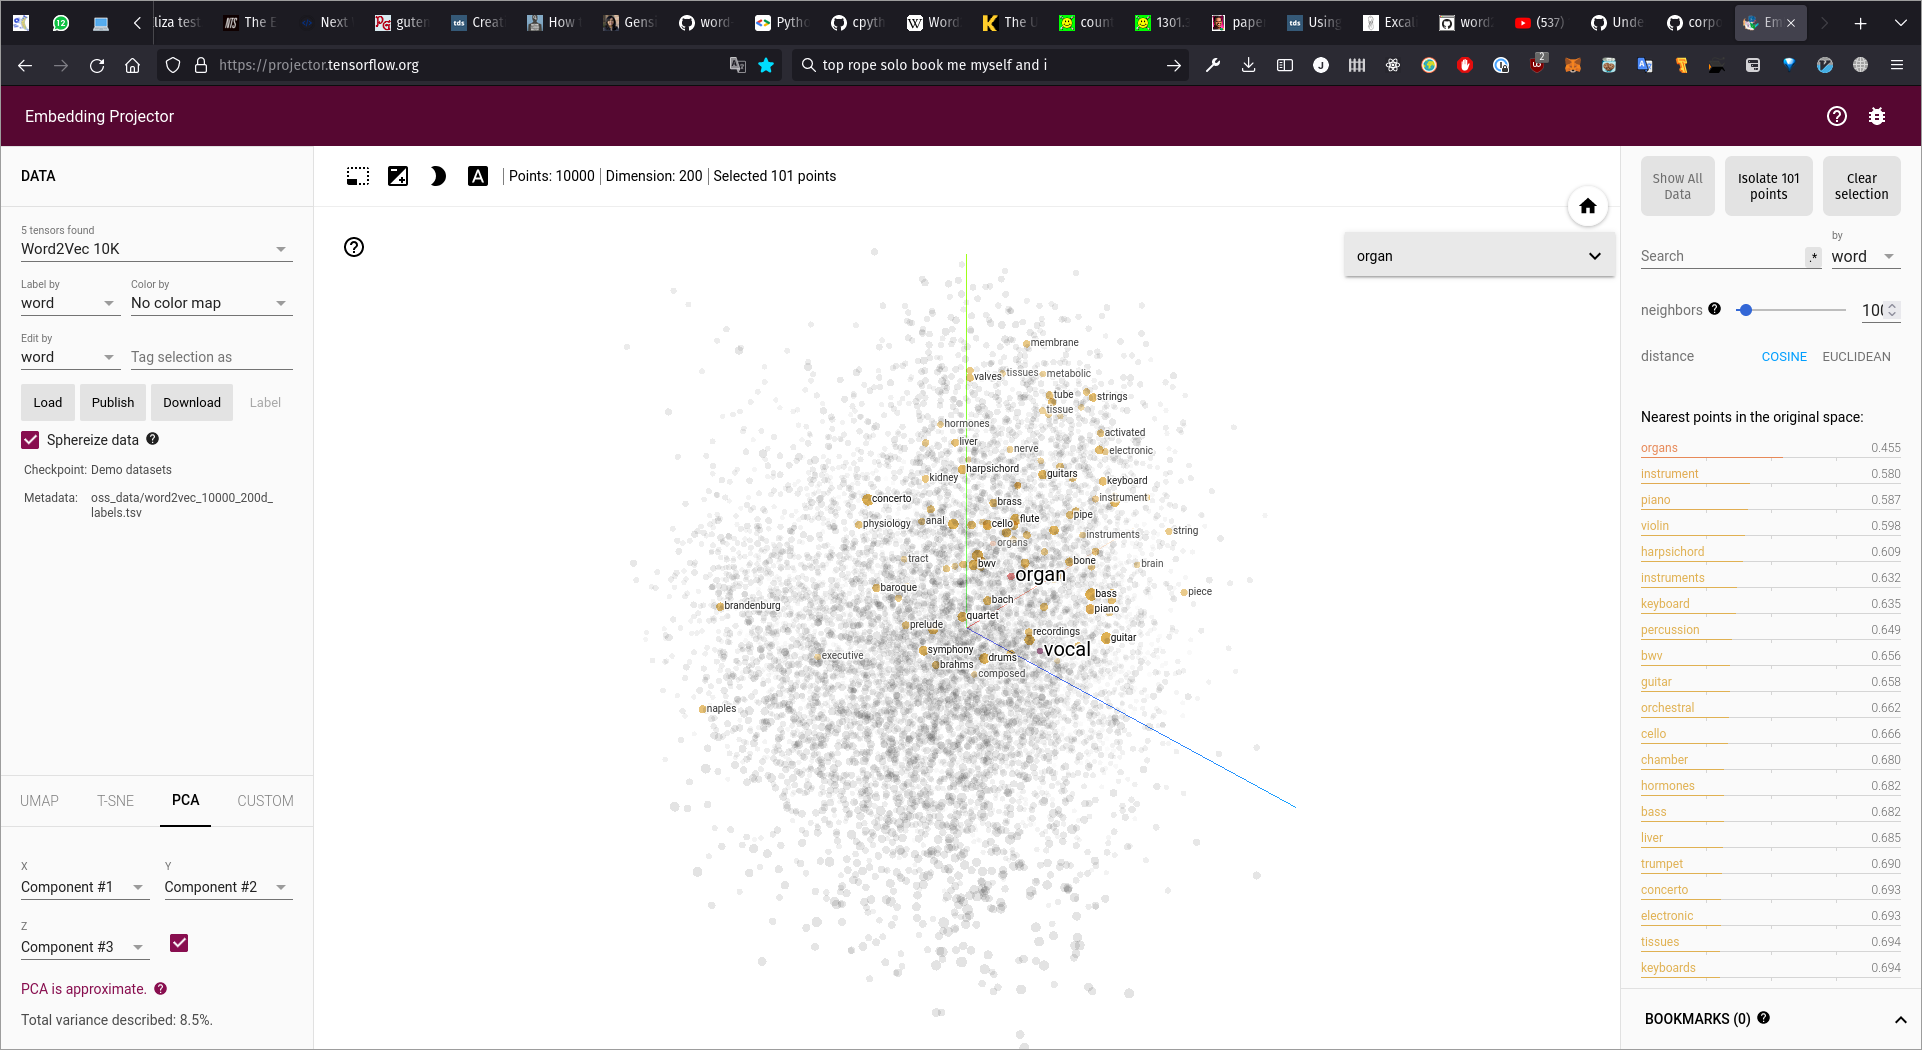 12
liza test
The E
Next
guten
Creat
How
Gens
word
Pytho
cpyth
Word
The U
count
1301.
paper
Using
Excal
word
(537)
Unde
corpo
Em
https://projector.tensorflow.org
top rope solo book me myself and i
2
Embedding Projector
DATA
Points: 10000
Dimension: 200
Selected 101 points
5 tensors found
Word2Vec 10K
Label by
word
Color by
No color map
Edit by
word
Tag selection as
Load
Publish
Download
Label
Sphereize data
Checkpoint: Demo datasets
Metadata: oss_data/word2vec_10000_200d_
labels.tsv
UMAP
T-SNE
PCA
CUSTOM
X
Component #1
Y
Component #2
Z
Component #3
PCA is approximate.
Total variance described: 8.5%.
organ
membrane
valves
tissues
metabolic
tube
strings
tissue
hormones
activated
liver
nerve
electronic
harpsichord
guitars
kidney
keyboard
concerto
brass
instrument
physiology
anal
cello
flute
pipe
organs
instruments
string
tract
bwv
bone
brain
organ
baroque
bach
bass
piece
brandenburg
piano
quartet
prelude
recordings
guitar
executive
symphony
vocal
drums
brahms
composed
naples
Show All
Data
Isolate 101
points
Clear
selection
Search
.*
by
word
neighbors
100
distance
COSINE
EUCLIDEAN
Nearest points in the original space:
organs 0.455
instrument 0.580
piano 0.587
violin 0.598
harpsichord 0.609
instruments 0.632
keyboard 0.635
percussion 0.649
bwv 0.656
guitar 0.658
orchestral 0.662
cello 0.666
chamber 0.680
hormones 0.682
bass 0.682
liver 0.685
trumpet 0.690
concerto 0.693
electronic 0.693
tissues 0.694
keyboards 0.694
BOOKMARKS (0)